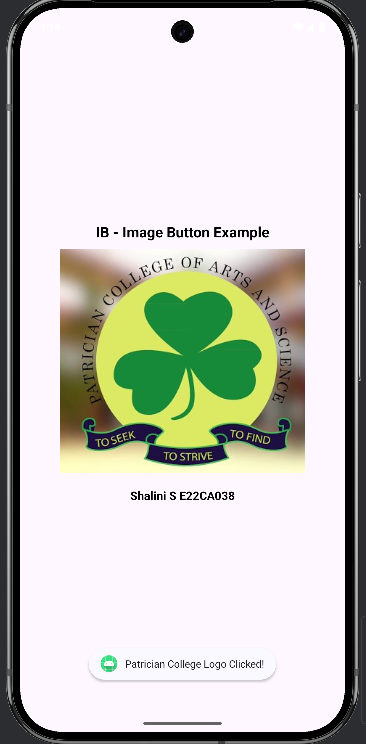 IB - Image Button Example
PATRICIAN COLLEGE OF ARTS AND SCIENCE
TO SEEK
TO STRIVE
TO FIND
Shalini S E22CA038
Patrician College Logo Clicked!